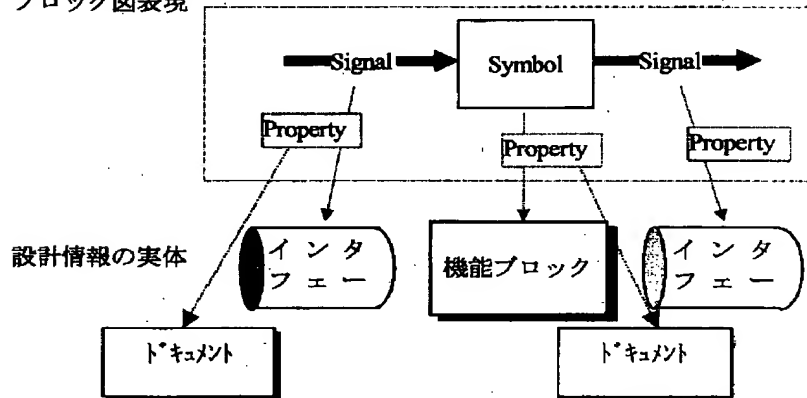 ブロック図表現
Signal
Symbol
Signal
Property
Property
Property
設計情報の実体
インタ
フェー
機能ブロック
インタ
フェー
ﾄﾞｷｭﾒﾝﾄ
ﾄﾞｷｭﾒﾝﾄ